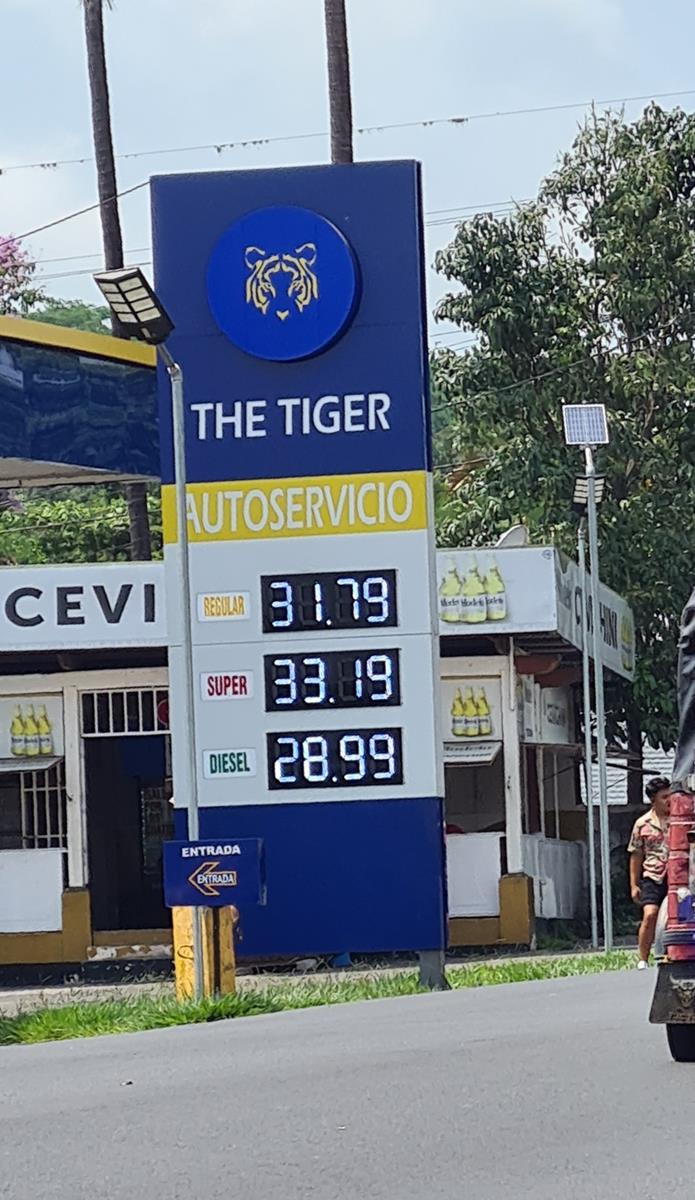 THE TIGER
AUTOSERVICIO
REGULAR 31.79
SUPER 33.19
DIESEL 28.99
ENTRADA
ENTRADA
CEVI